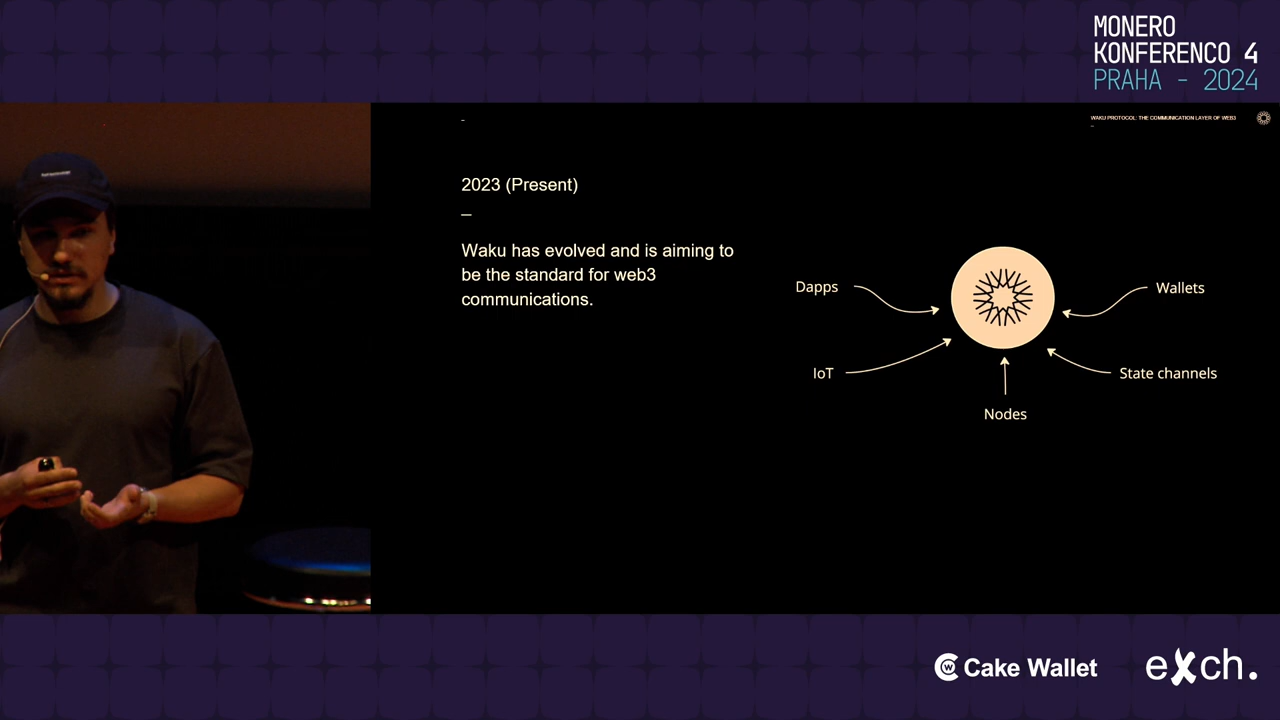 MONERO
KONFERENCO 4
PRAHA - 2024
WAKU PROTOCOL: THE COMMUNICATION LAYER OF WEB3
2023 (Present)
Waku has evolved and is aiming to
be the standard for web3
communications.
Dapps
Wallets
IoT
State channels
Nodes
Cake Wallet
eXch.